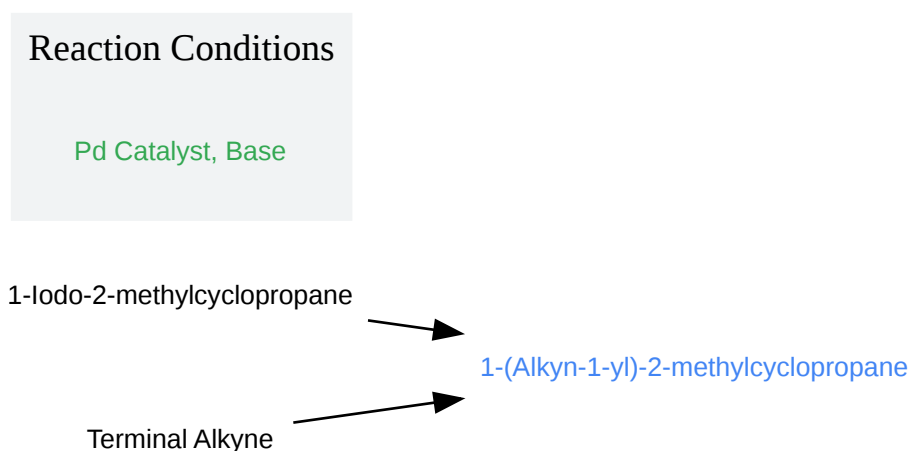 Reaction Conditions
Pd Catalyst, Base
1-Iodo-2-methylcyclopropane
1-(Alkyn-1-yl)-2-methylcyclopropane
Terminal Alkyne